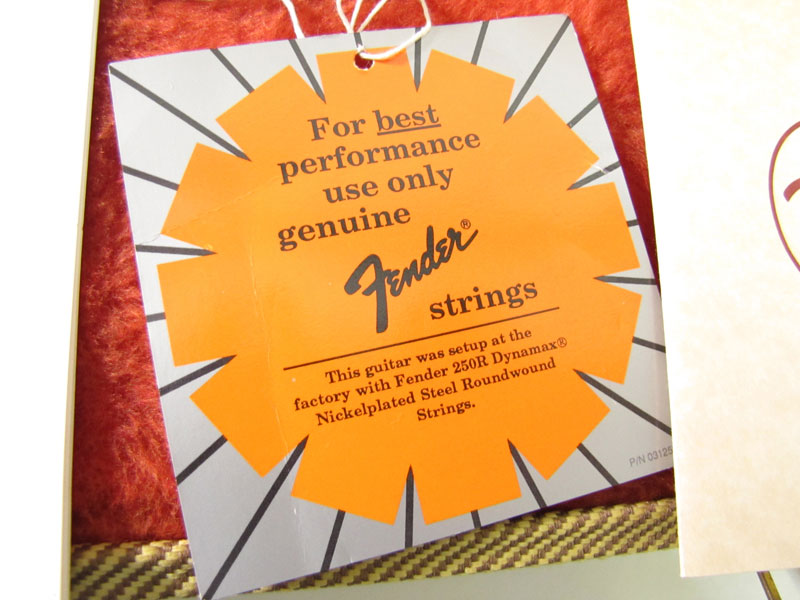 For best
performance
use only
genuine
Fender®
strings
This guitar was setup at the
factory with Fender 250R Dynamax®
Nickelplated Steel Roundwound
Strings.
P/N 03125